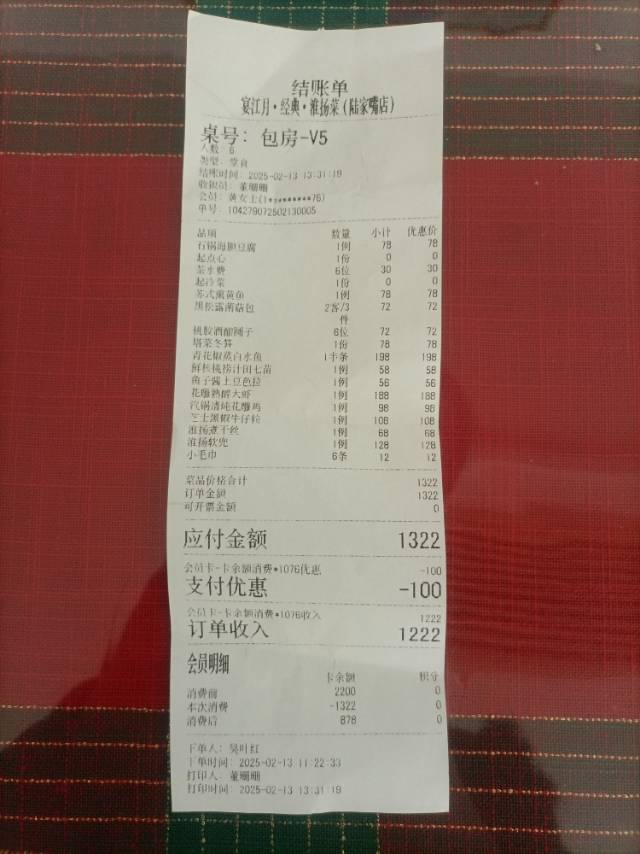 结账单
宴江月·经典·淮扬菜(陆家嘴店)
桌号: 包房-V5
人数: 6
类型: 堂食
结账时间: 2025-02-13 13:31:19
收银员: 董珊珊
会员: 黄女士(1*********76)
单号: 104279072502130005
品项 数量 小计 优惠价
石锅海胆豆腐 1例 78 78
起点心 1份 0 0
茶水费 6位 30 30
起冷菜 1份 0 0
苏式熏黄鱼 1例 78 78
黑松露菌菇包 2客/3 72 72
件
桃胶酒酿圆子 6位 72 72
塔菜冬笋 1份 78 78
青花椒蒸白水鱼 1半条 198 198
鲜核桃捞汁田七苗 1例 58 58
鱼子酱土豆色拉 1例 56 56
花雕熟醉大虾 1例 188 188
汽锅清炖花雕鸡 1例 98 98
芝士黑椒牛仔粒 1例 108 108
淮扬煮干丝 1例 68 68
淮扬软兜 1例 128 128
小毛巾 6条 12 12
菜品价格合计 1322
订单金额 1322
可开票金额 0
应付金额 1322
会员卡-卡余额消费*1076优惠 -100
支付优惠 -100
会员卡-卡余额消费*1076收入 1222
订单收入 1222
会员明细
卡余额 积分
消费前 2200 0
本次消费 -1322 0
消费后 878 0
下单人: 吴叶红
下单时间: 2025-02-13 11:22:33
打印人: 董珊珊
打印时间: 2025-02-13 13:31:19